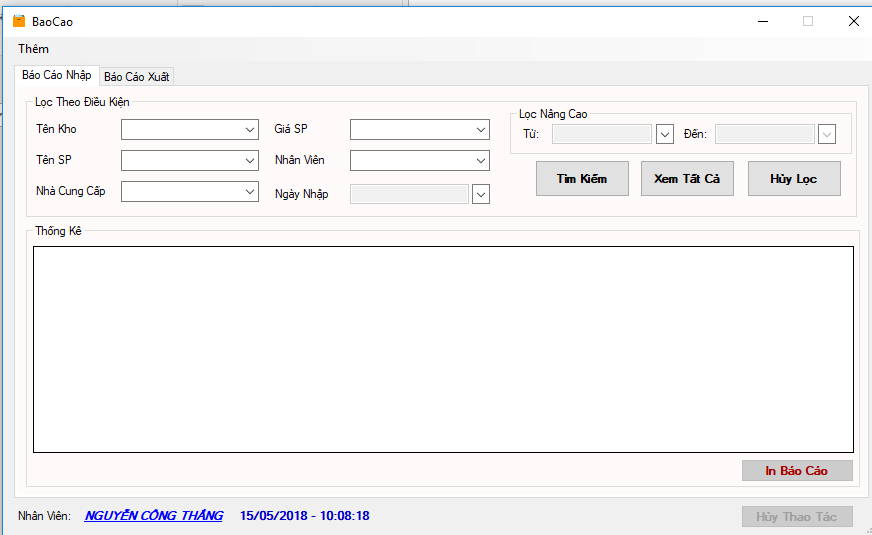 BaoCao
Thêm
Báo Cáo Nhập Báo Cáo Xuất
Lọc Theo Điều Kiện
Tên Kho Giá SP
Tên SP Nhân Viên
Nhà Cung Cấp Ngày Nhập
Lọc Nâng Cao
Từ: Đến:
Tìm Kiếm Xem Tất Cả Hủy Lọc
Thống Kê
In Báo Cáo
Nhân Viên: NGUYỄN CÔNG THẮNG 15/05/2018 - 10:08:18
Hủy Thao Tác